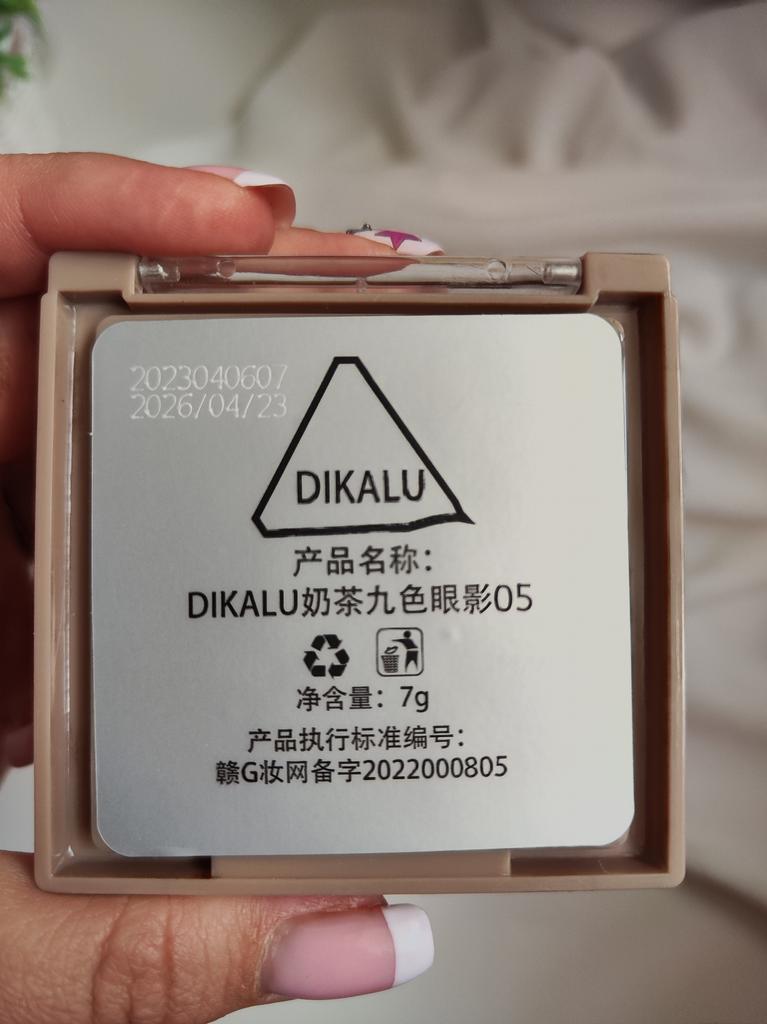 2023040607
2026/04/23
DIKALU
产品名称：
DIKALU奶茶九色眼影05
净含量：7g
产品执行标准编号：
赣G妆网备字2022000805